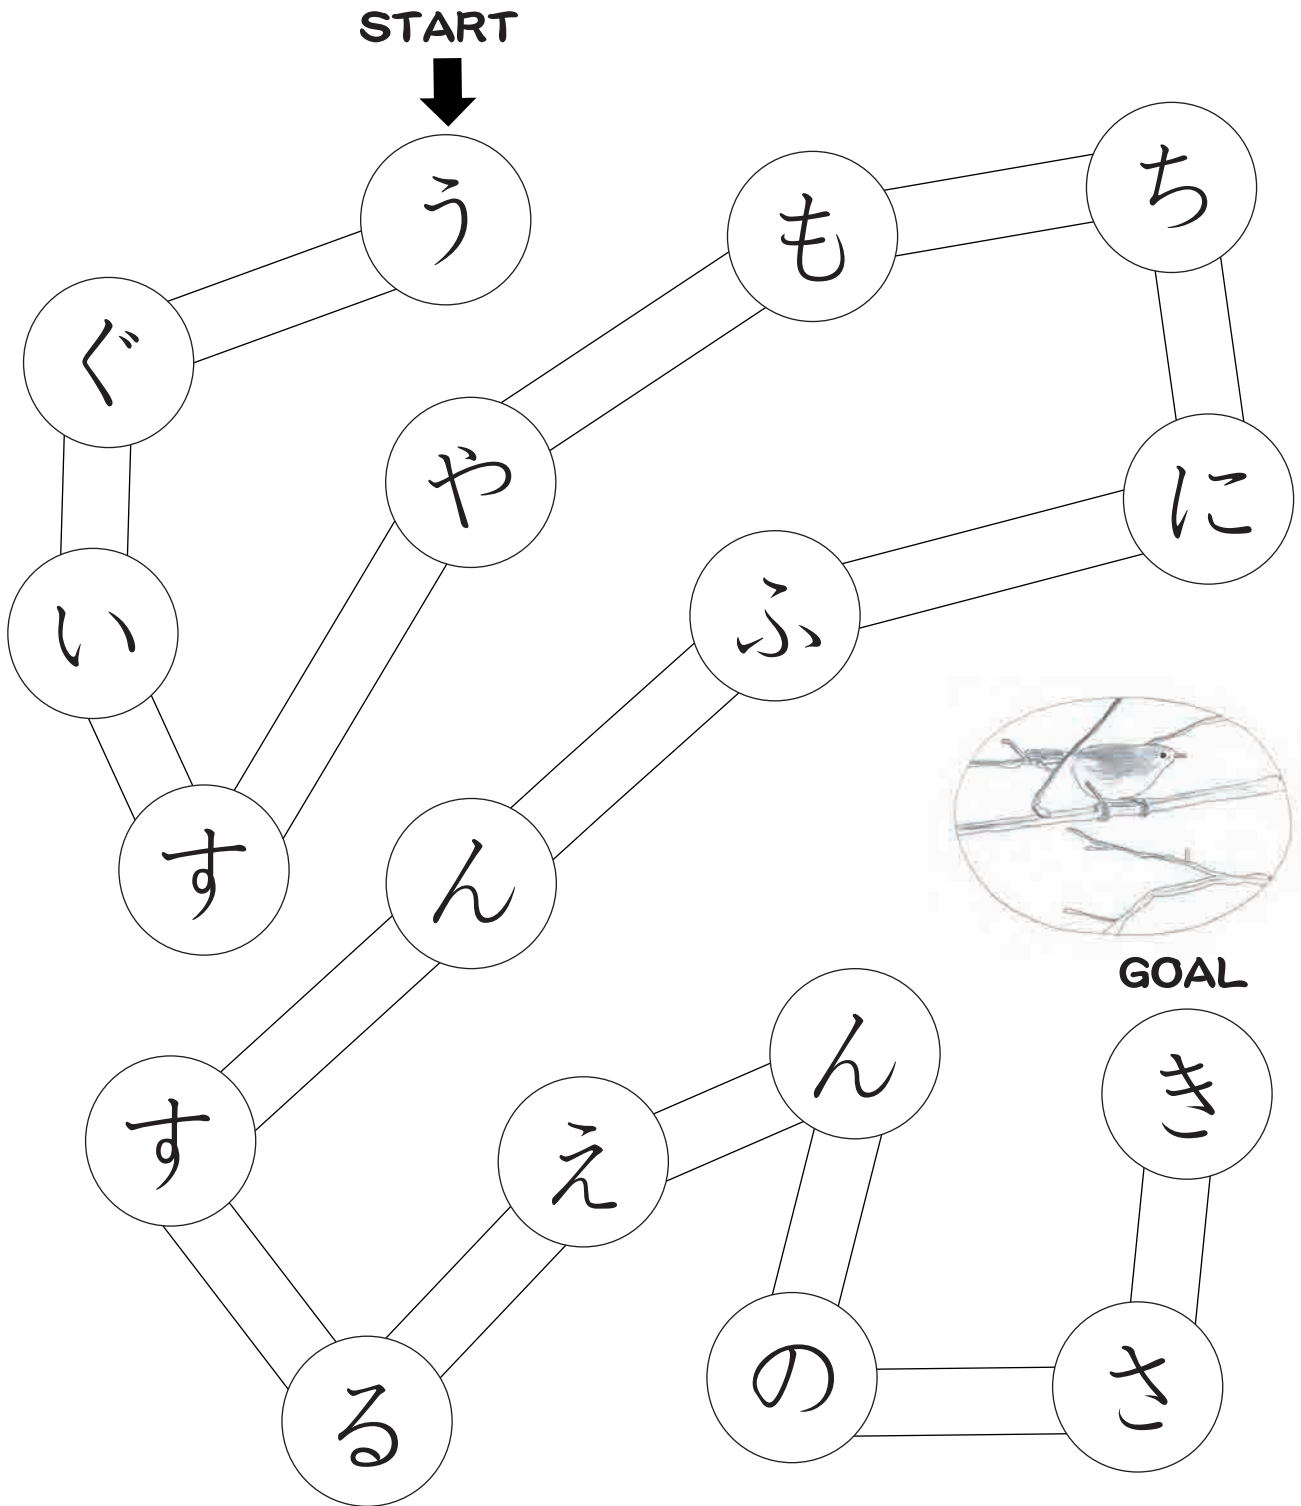 START
う
ぐ
い
す
や
も
ち
に
ふ
ん
す
る
え
ん
の
さ
き
GOAL